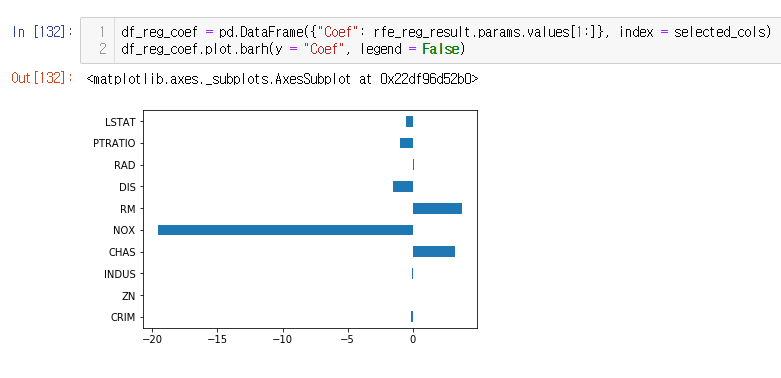 In [132]:
1 df_reg_coef = pd.DataFrame({"Coef": rfe_reg_result.params.values[1:]}, index = selected_cols)
2 df_reg_coef.plot.barh(y = "Coef", legend = False)
Out[132]: <matplotlib.axes._subplots.AxesSubplot at 0x22df96d52b0>
LSTAT
PTRATIO
RAD
DIS
RM
NOX
CHAS
INDUS
ZN
CRIM
−20 −15 −10 −5 0